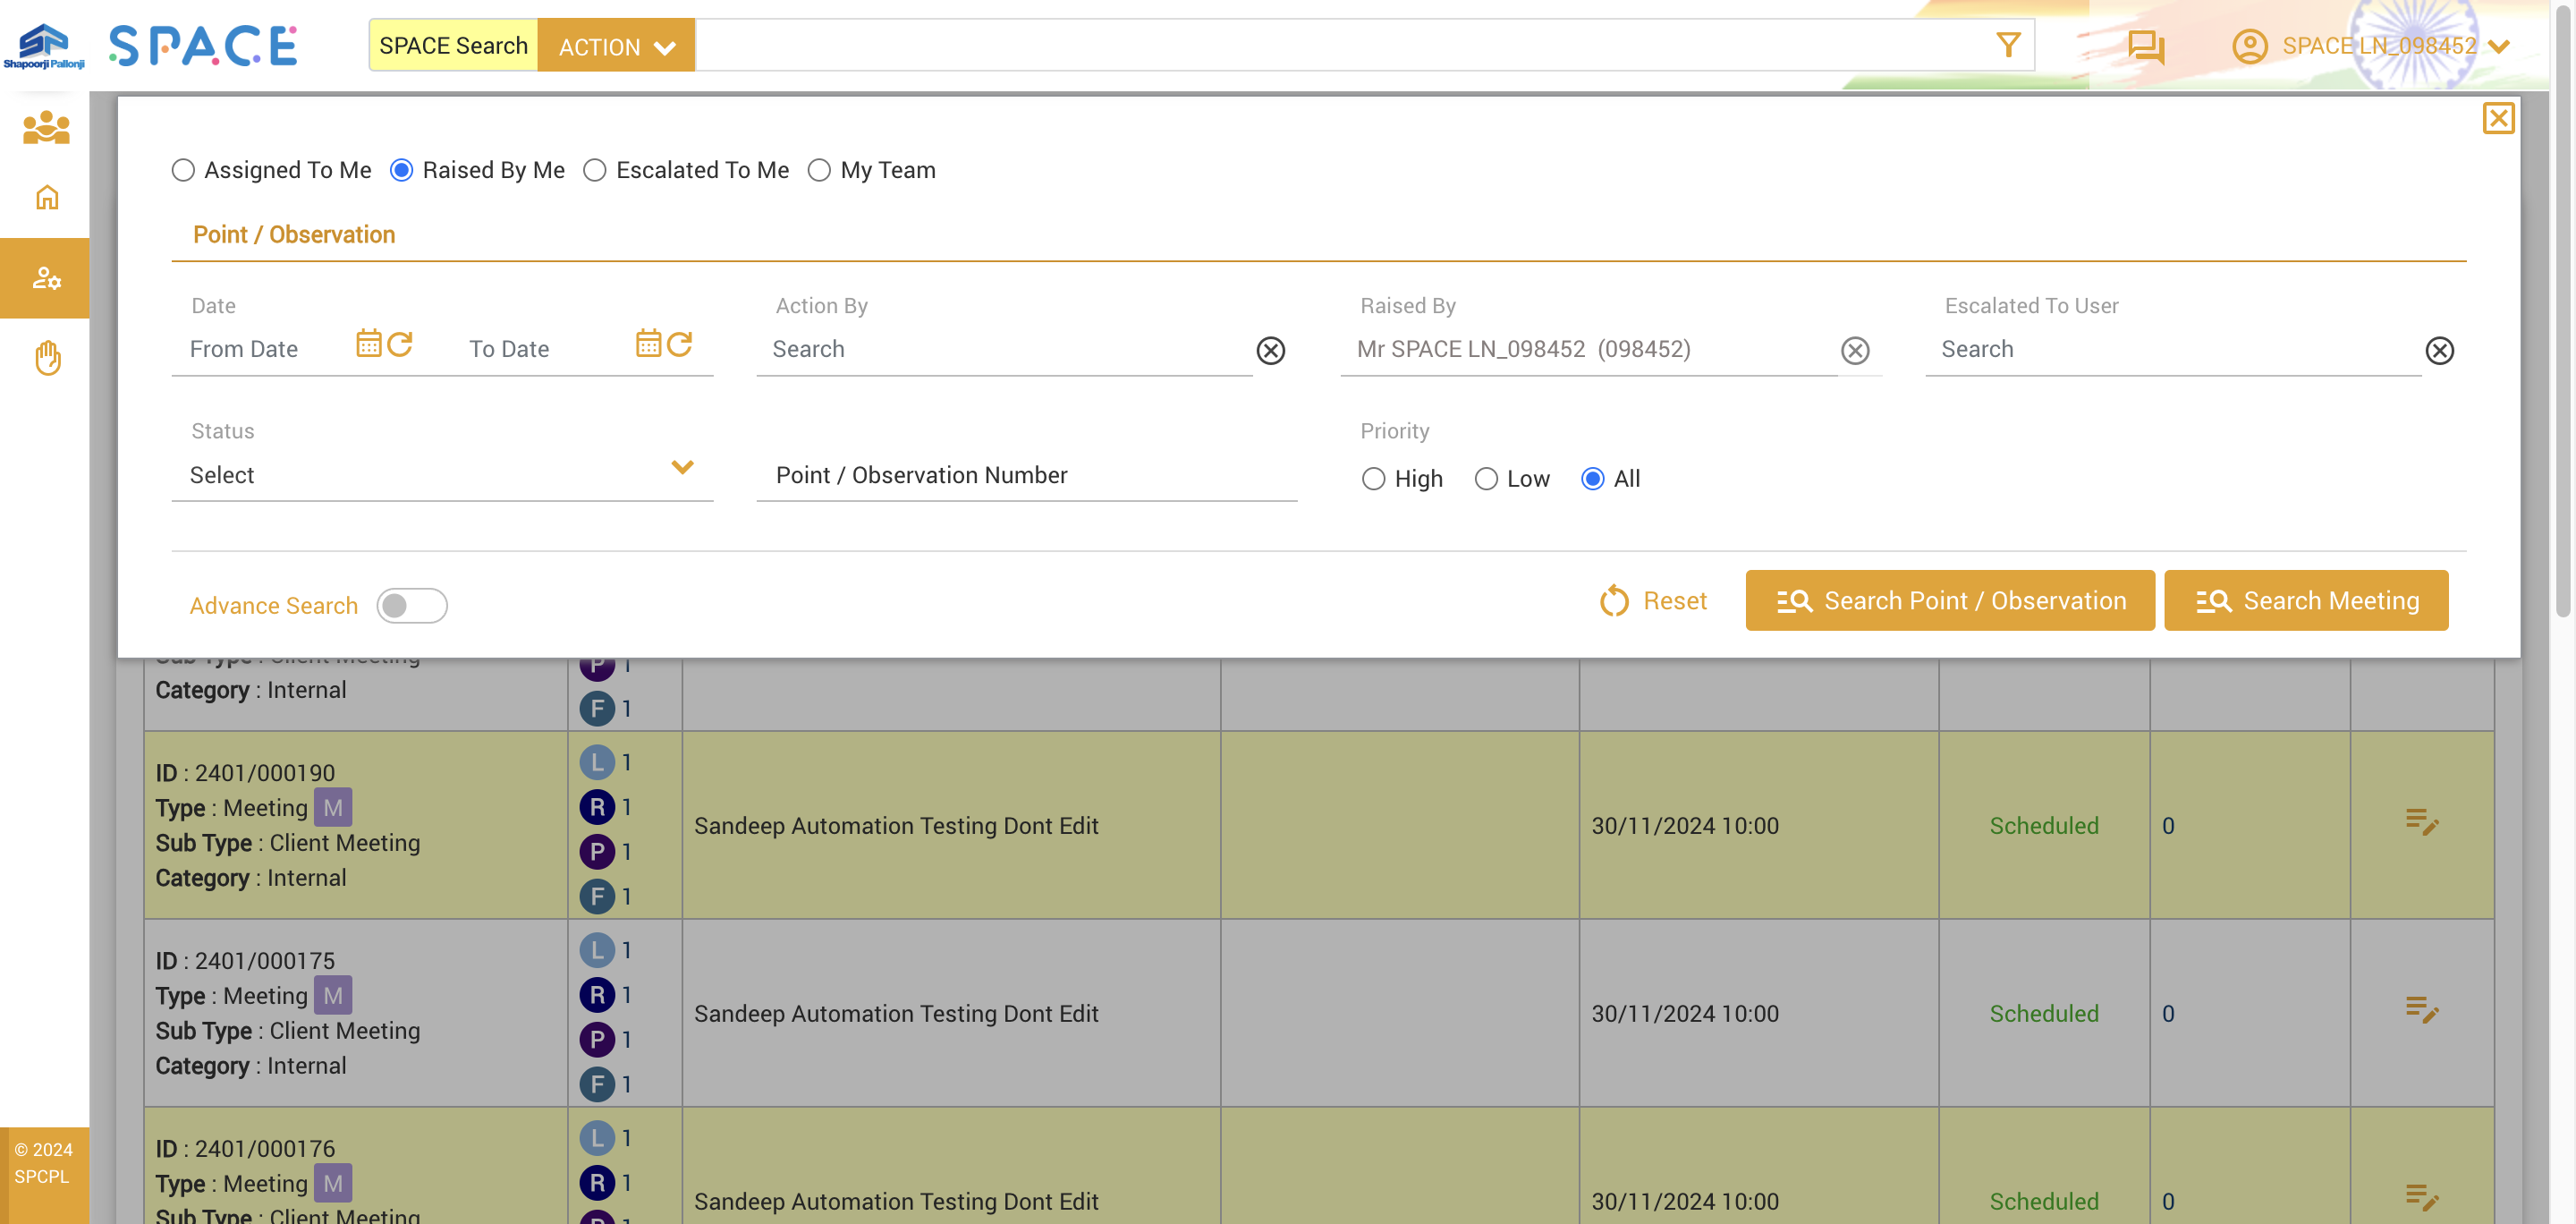 Shapoorji Pallonji
SPACE
SPACE Search
ACTION
SPACE LN_098452
Assigned To Me
Raised By Me
Escalated To Me
My Team
Point / Observation
Date
Action By
Raised By
Escalated To User
From Date
To Date
Search
Mr SPACE LN_098452 (098452)
Search
Status
Priority
Select
Point / Observation Number
High
Low
All
Advance Search
Reset
Search Point / Observation
Search Meeting
Sub Type : Client Meeting
P 1
Category : Internal
F 1
ID : 2401/000190
Type : Meeting M
Sub Type : Client Meeting
Category : Internal
L 1
R 1
P 1
F 1
Sandeep Automation Testing Dont Edit
30/11/2024 10:00
Scheduled
0
ID : 2401/000175
Type : Meeting M
Sub Type : Client Meeting
Category : Internal
L 1
R 1
P 1
F 1
Sandeep Automation Testing Dont Edit
30/11/2024 10:00
Scheduled
0
ID : 2401/000176
Type : Meeting M
Sub Type : Client Meeting
L 1
R 1
P 1
Sandeep Automation Testing Dont Edit
30/11/2024 10:00
Scheduled
0
© 2024
SPCPL